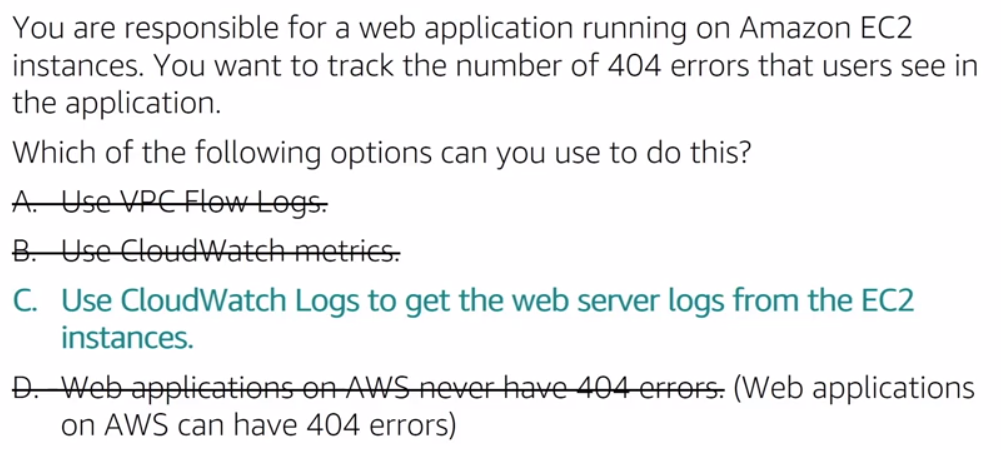 You are responsible for a web application running on Amazon EC2
instances. You want to track the number of 404 errors that users see in
the application.
Which of the following options can you use to do this?
A. Use VPC Flow Logs.
B. Use CloudWatch metrics.
C. Use CloudWatch Logs to get the web server logs from the EC2
instances.
D. Web applications on AWS never have 404 errors. (Web applications
on AWS can have 404 errors)